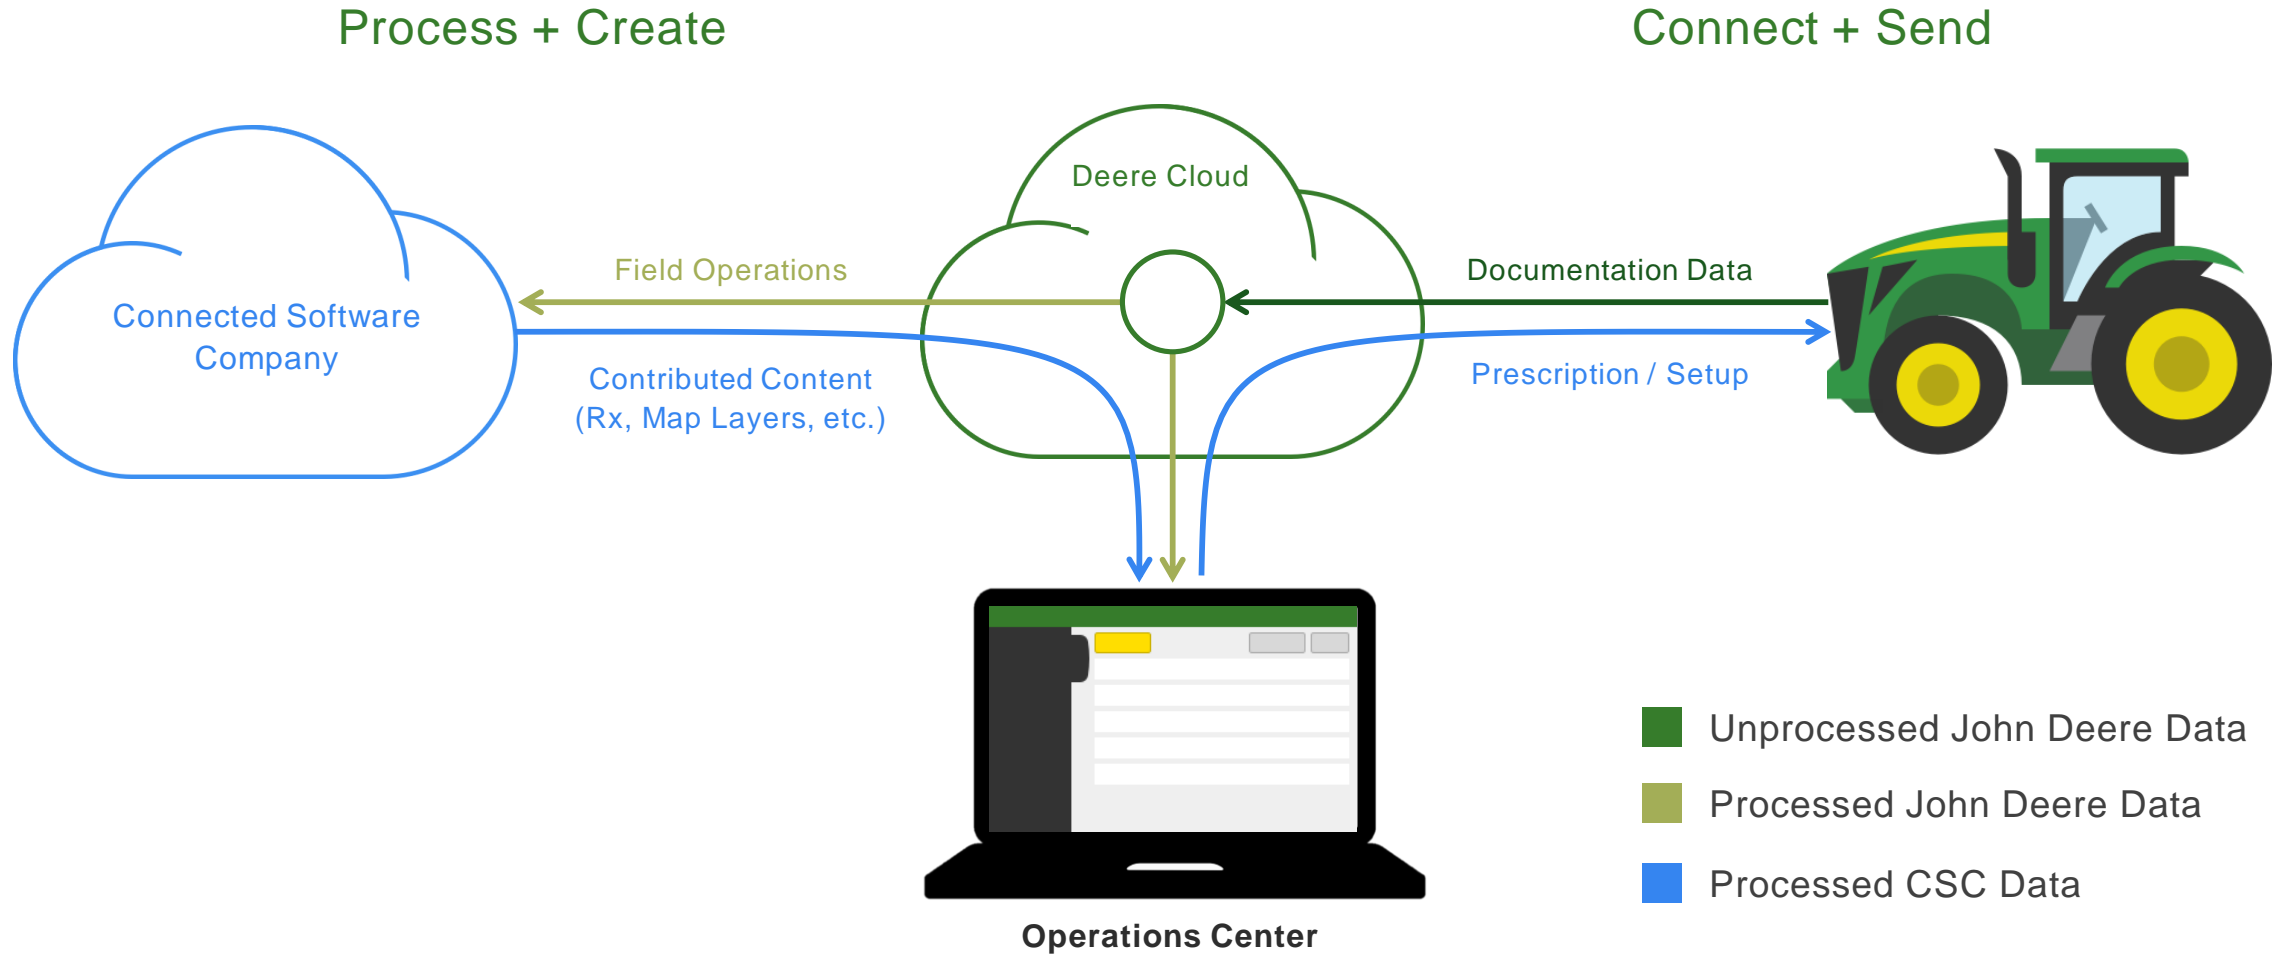 Process + Create
Connect + Send
Deere Cloud
Field Operations
Documentation Data
Connected Software
Company
Contributed Content
(Rx, Map Layers, etc.)
Prescription / Setup
Unprocessed John Deere Data
Processed John Deere Data
Processed CSC Data
Operations Center